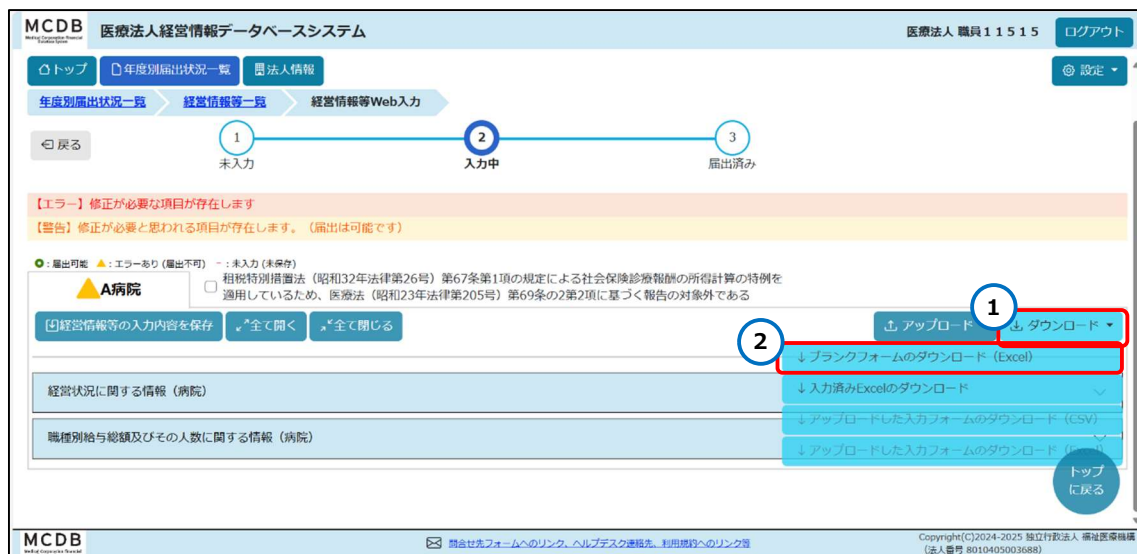 MCDB 医療法人経営情報データベースシステム 医療法人 職員11515 ログアウト
トップ 年度別届出状況一覧 法人情報 設定
年度別届出状況一覧 経営情報等一覧 経営情報等Web入力
戻る
1 2 3
未入力 入力中 届出済み
【エラー】修正が必要な項目が存在します
【警告】修正が必要と思われる項目が存在します。(届出は可能です)
:届出可能 :エラーあり (届出不可) - :未入力 (未保存)
A病院
租税特別措置法(昭和32年法律第26号)第67条第1項の規定による社会保険診療報酬の所得計算の特例を
適用しているため、医療法(昭和23年法律第205号)第69条の2第2項に基づく報告の対象外である
1
経営情報等の入力内容を保存 全て開く 全て閉じる アップロード ダウンロード
2
↓ブランクフォームのダウンロード(Excel)
経営状況に関する情報(病院)
↓入力済みExcelのダウンロード
↓アップロードした入力フォームのダウンロード(CSV)
職種別給与総額及びその人数に関する情報(病院)
↓アップロードした入力フォームのダウンロード(Excel)
トップ
に戻る
MCDB
問合せ先フォームへのリンク、ヘルプデスク連絡先、利用規約へのリンク等
Copyright(C)2024-2025 独立行政法人 福祉医療機構
(法人番号 8010405003688)